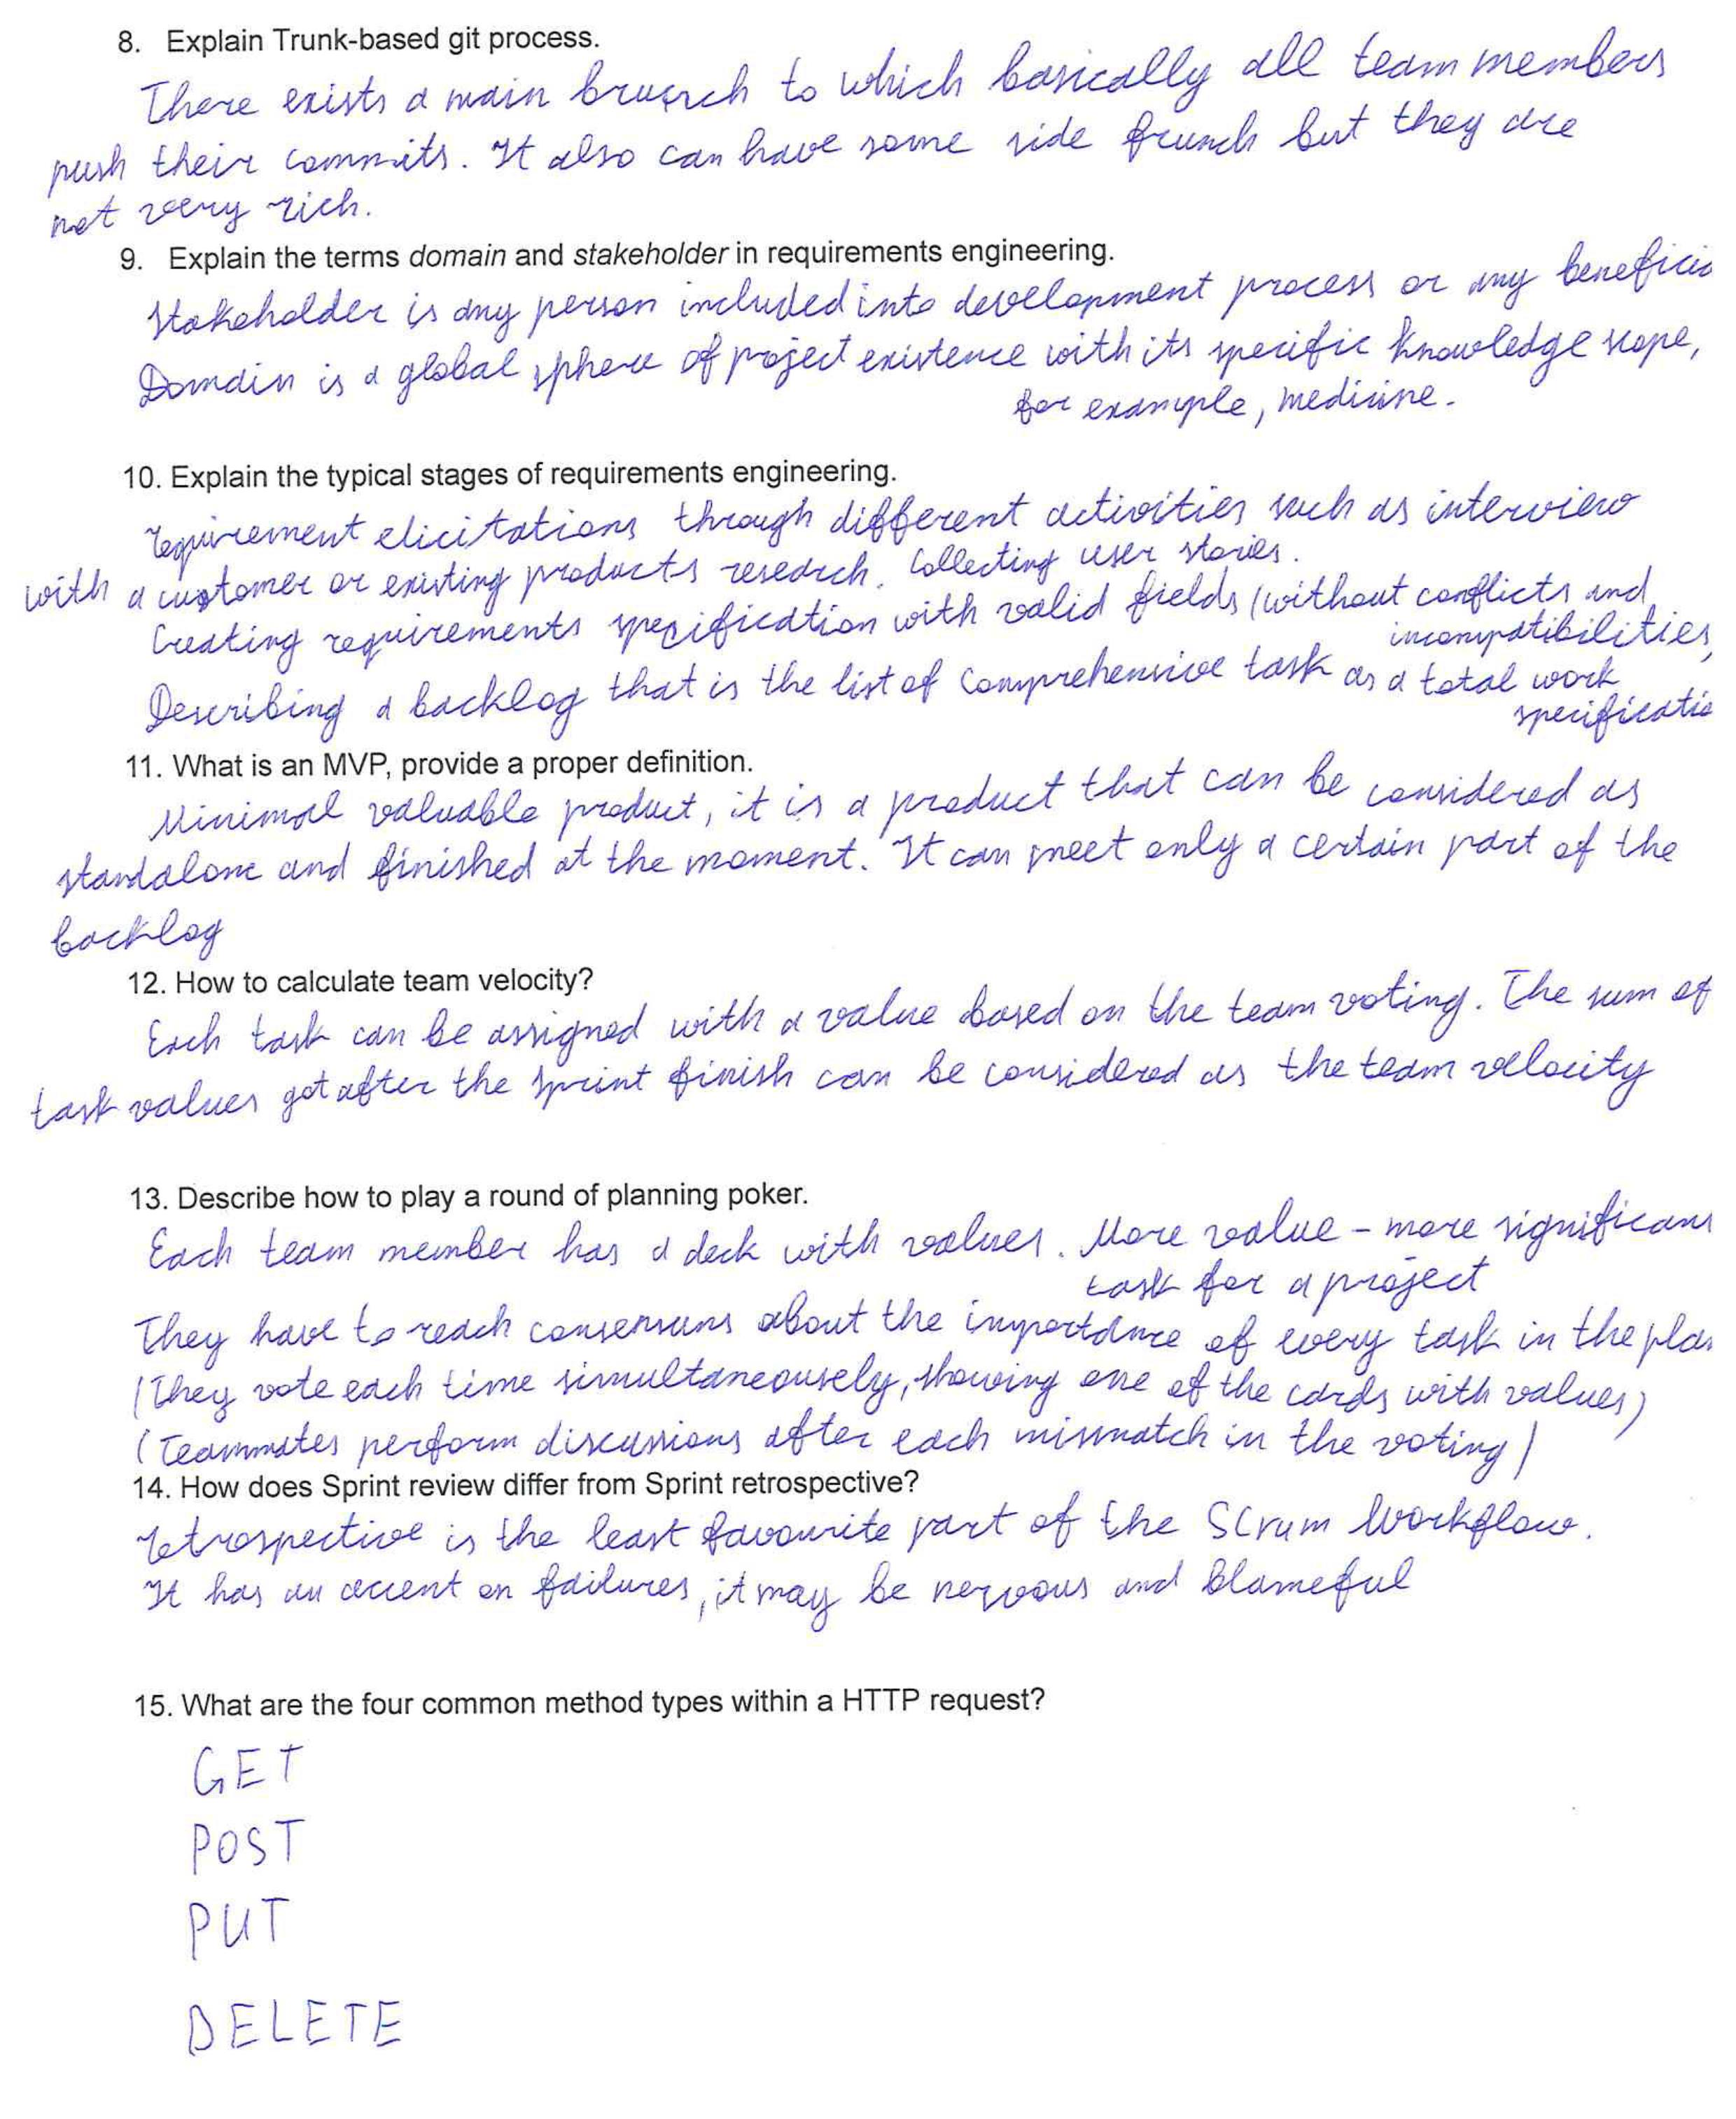 8. Explain Trunk-based git process.
There exists a main branch to which basically all team members
push their commits. It also can have some side brunch but they are
not very rich.
9. Explain the terms domain and stakeholder in requirements engineering.
Stakeholder is any person included into development process or any beneficia
Domain is a global sphere of project existence with its specific knowledge scope,
for example, medicine.
10. Explain the typical stages of requirements engineering.
requirement elicitations through different activities such as interview
with a customer or existing products research. Collecting user stories.
Creating requirements specification with valid fields (without conflicts and
incompatibilities,
Describing a backlog that is the list of comprehensive task as a total work
specificatio
11. What is an MVP, provide a proper definition.
Minimal valuable product, it is a product that can be considered as
standalone and finished at the moment. It can meet only a certain part of the
backlog
12. How to calculate team velocity?
Each task can be assigned with a value based on the team voting. The sum of
task values got after the sprint finish can be considered as the team velocity
13. Describe how to play a round of planning poker.
Each team member has a deck with values. More value - more significant
task for a project
They have to reach consensuns about the importance of every task in the plan
(They vote each time simultaneousely, showing one of the cards with values)
(Teammates perform discussions after each mismatch in the voting)
14. How does Sprint review differ from Sprint retrospective?
retrospective is the least favourite part of the Scrum Workflow.
It has an accent on failures, it may be nervous and blameful
15. What are the four common method types within a HTTP request?
GET
POST
PUT
DELETE